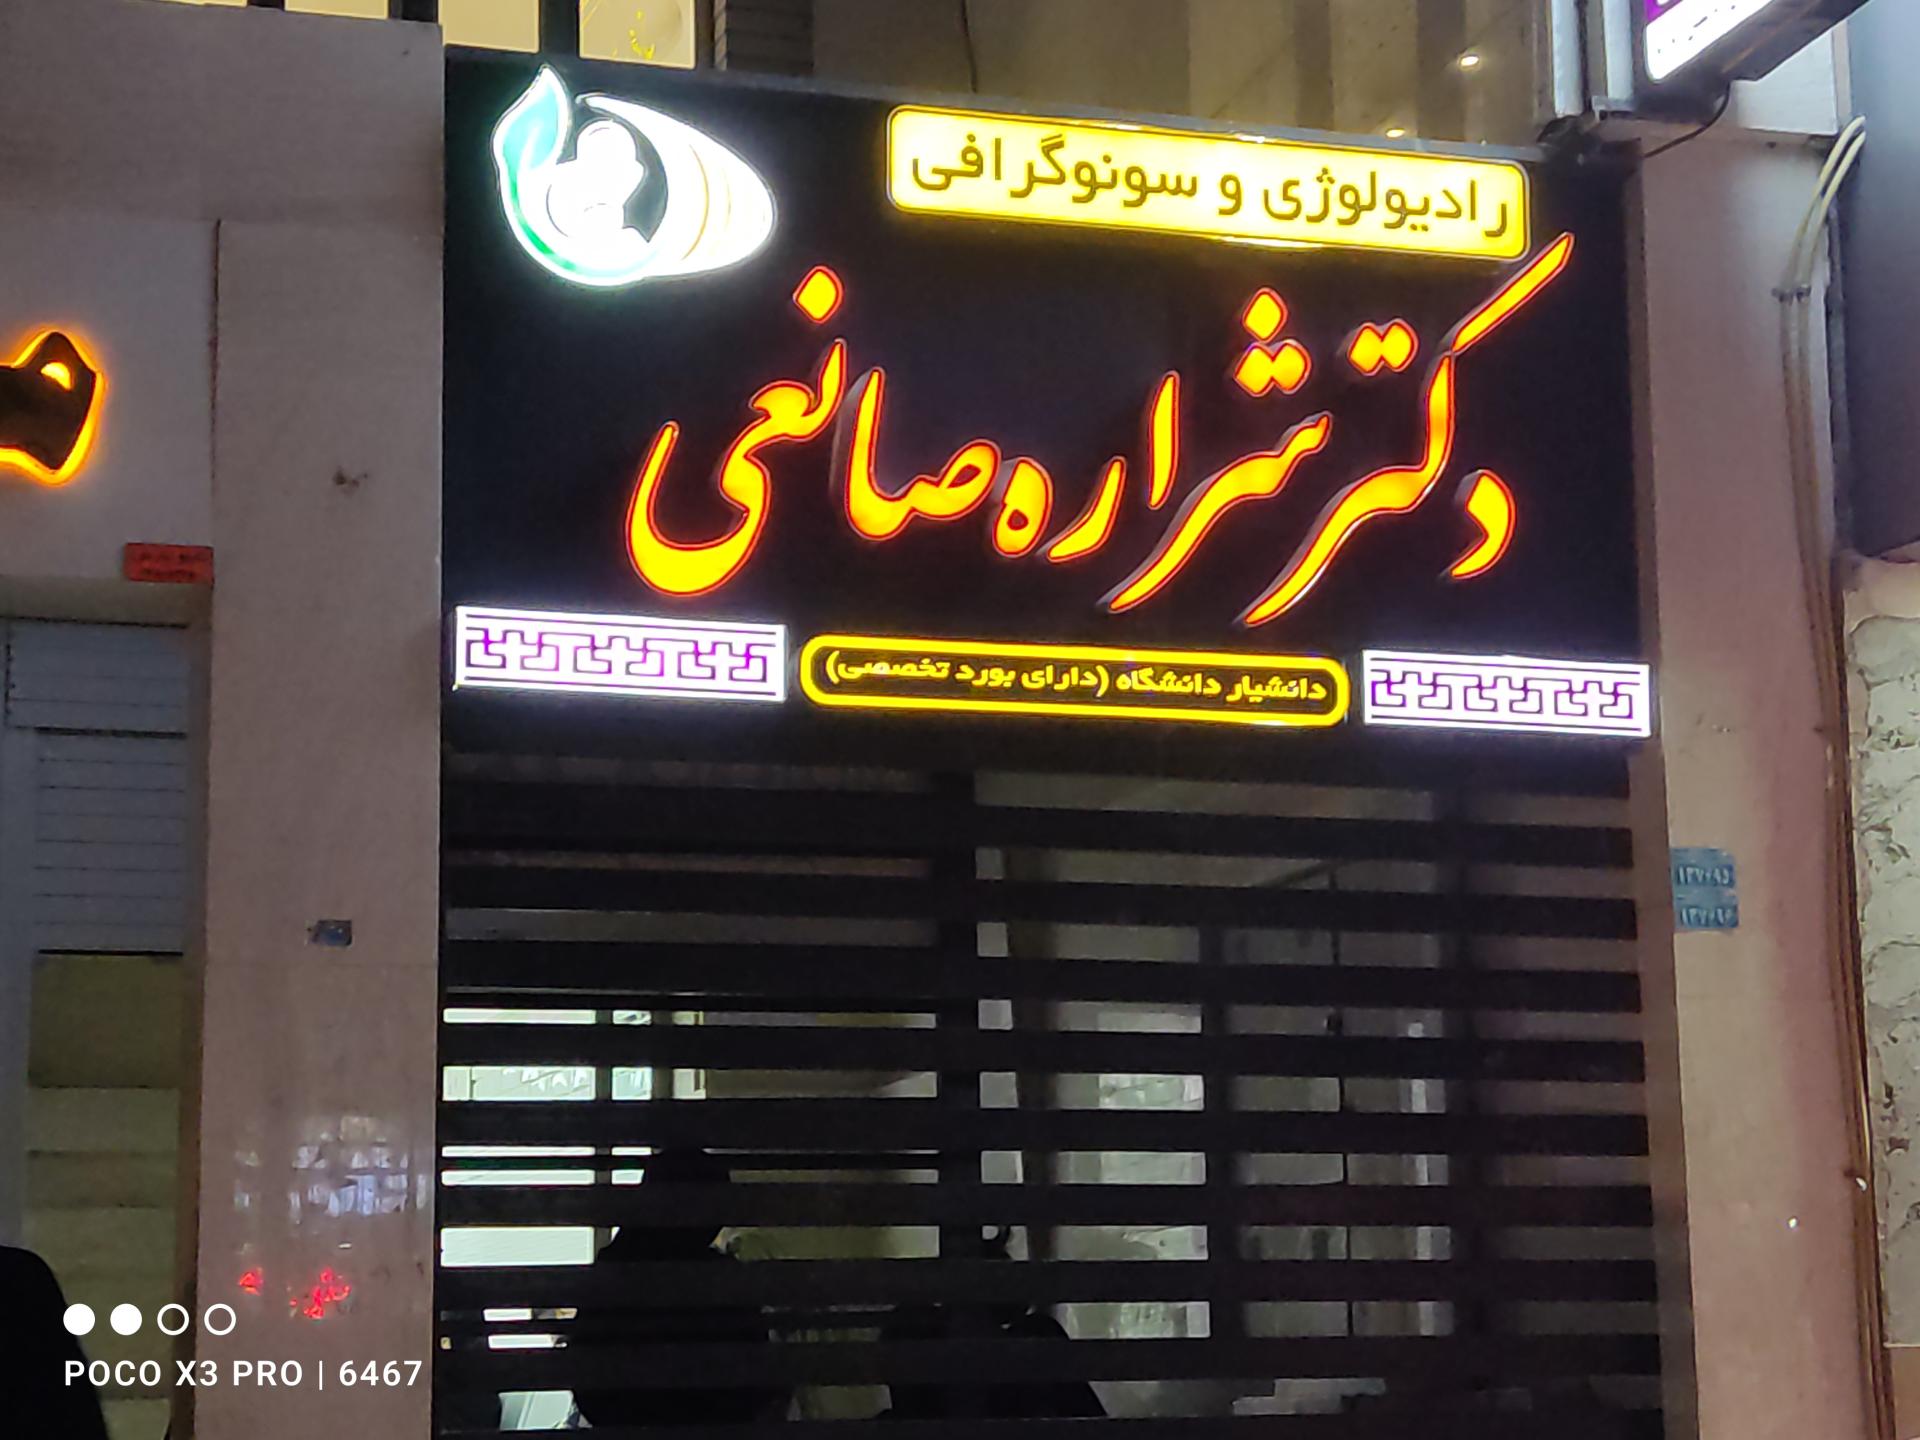 رادیولوژی و سونوگرافی
دکتر شراره صانعی
دانشیار دانشگاه (دارای بورد تخصصی)
POCO X3 PRO | 6467